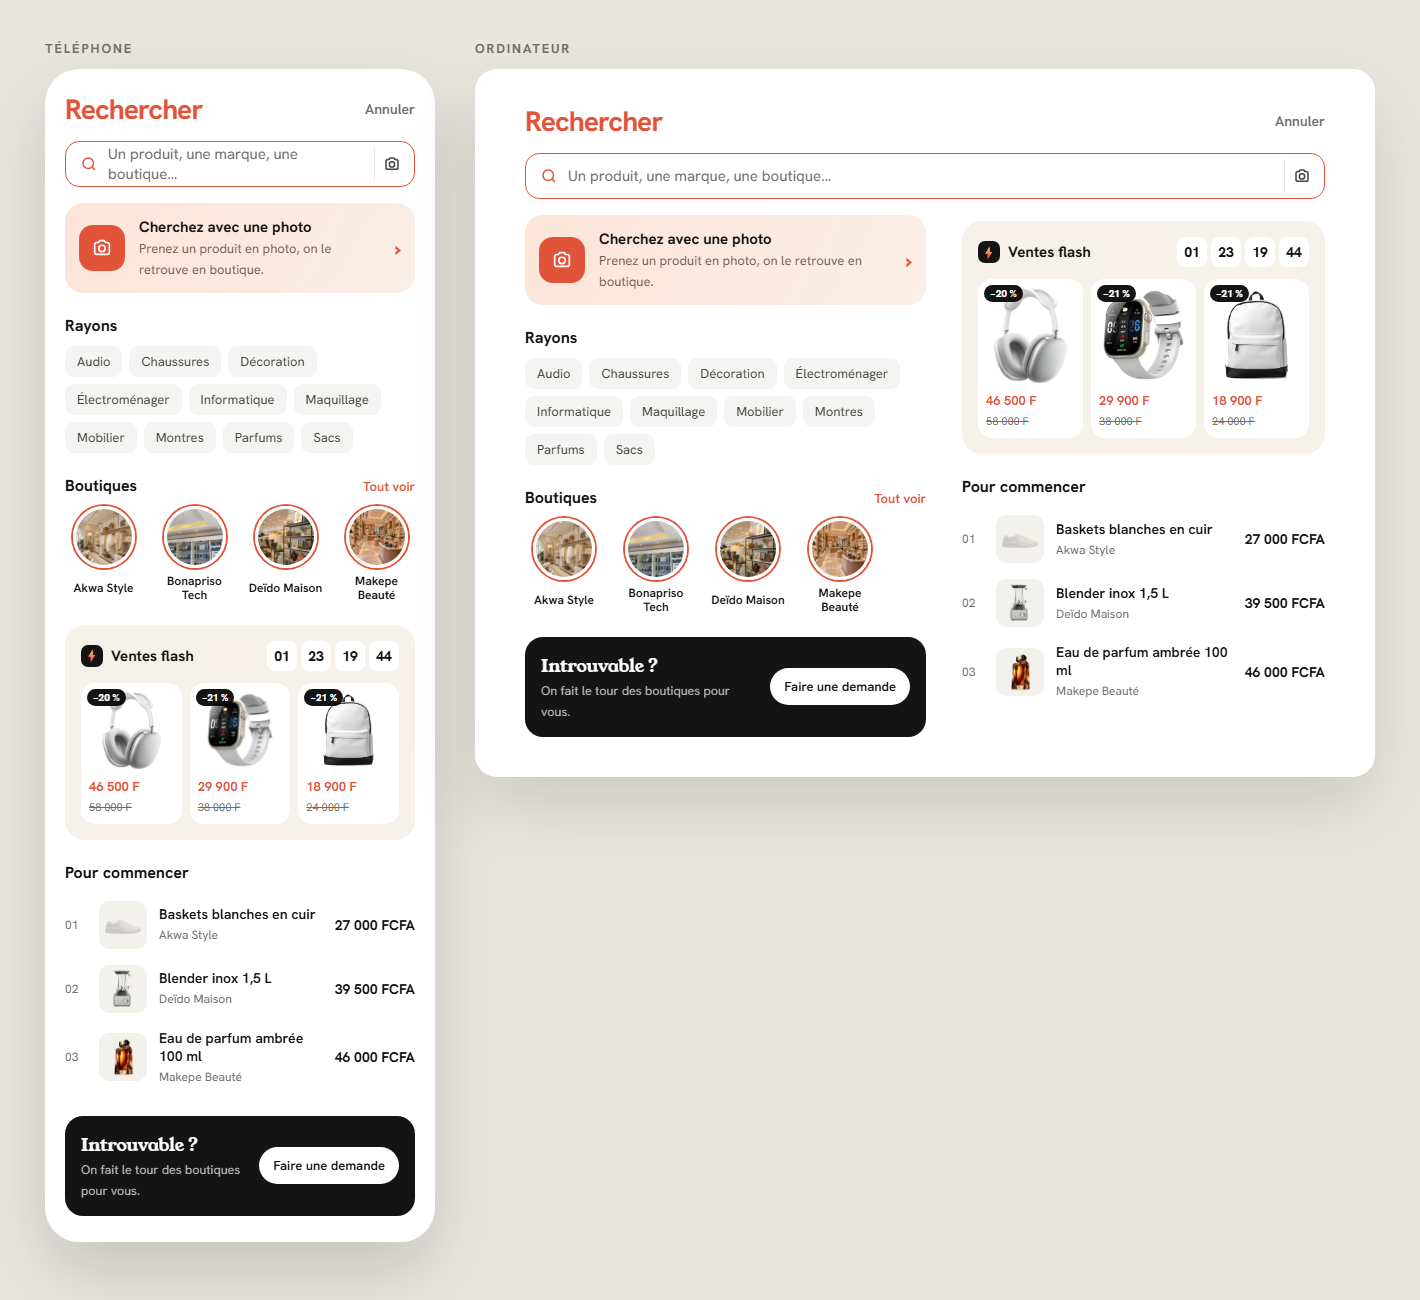 TÉLÉPHONE
Rechercher
Annuler
Un produit, une marque, une
boutique...
Cherchez avec une photo
Prenez un produit en photo, on le
retrouve en boutique.
Rayons
Audio
Chaussures
Décoration
Électroménager
Informatique
Maquillage
Mobilier
Montres
Parfums
Sacs
Boutiques
Tout voir
Akwa Style
Bonapriso
Tech
Deïdo Maison
Makepe
Beauté
Ventes flash
01
23
19
44
−20 %
−21 %
−21 %
46 500 F
29 900 F
18 900 F
58 000 F
38 000 F
24 000 F
Pour commencer
01
Baskets blanches en cuir
Akwa Style
27 000 FCFA
02
Blender inox 1,5 L
Deïdo Maison
39 500 FCFA
03
Eau de parfum ambrée
100 ml
Makepe Beauté
46 000 FCFA
Introuvable ?
On fait le tour des boutiques
pour vous.
Faire une demande
ORDINATEUR
Rechercher
Annuler
Un produit, une marque, une boutique...
Cherchez avec une photo
Prenez un produit en photo, on le retrouve en
boutique.
Rayons
Audio
Chaussures
Décoration
Électroménager
Informatique
Maquillage
Mobilier
Montres
Parfums
Sacs
Boutiques
Tout voir
Akwa Style
Bonapriso
Tech
Deïdo Maison
Makepe
Beauté
Introuvable ?
On fait le tour des boutiques pour
vous.
Faire une demande
Ventes flash
01
23
19
44
−20 %
−21 %
−21 %
46 500 F
29 900 F
18 900 F
58 000 F
38 000 F
24 000 F
Pour commencer
01
Baskets blanches en cuir
Akwa Style
27 000 FCFA
02
Blender inox 1,5 L
Deïdo Maison
39 500 FCFA
03
Eau de parfum ambrée 100
ml
Makepe Beauté
46 000 FCFA